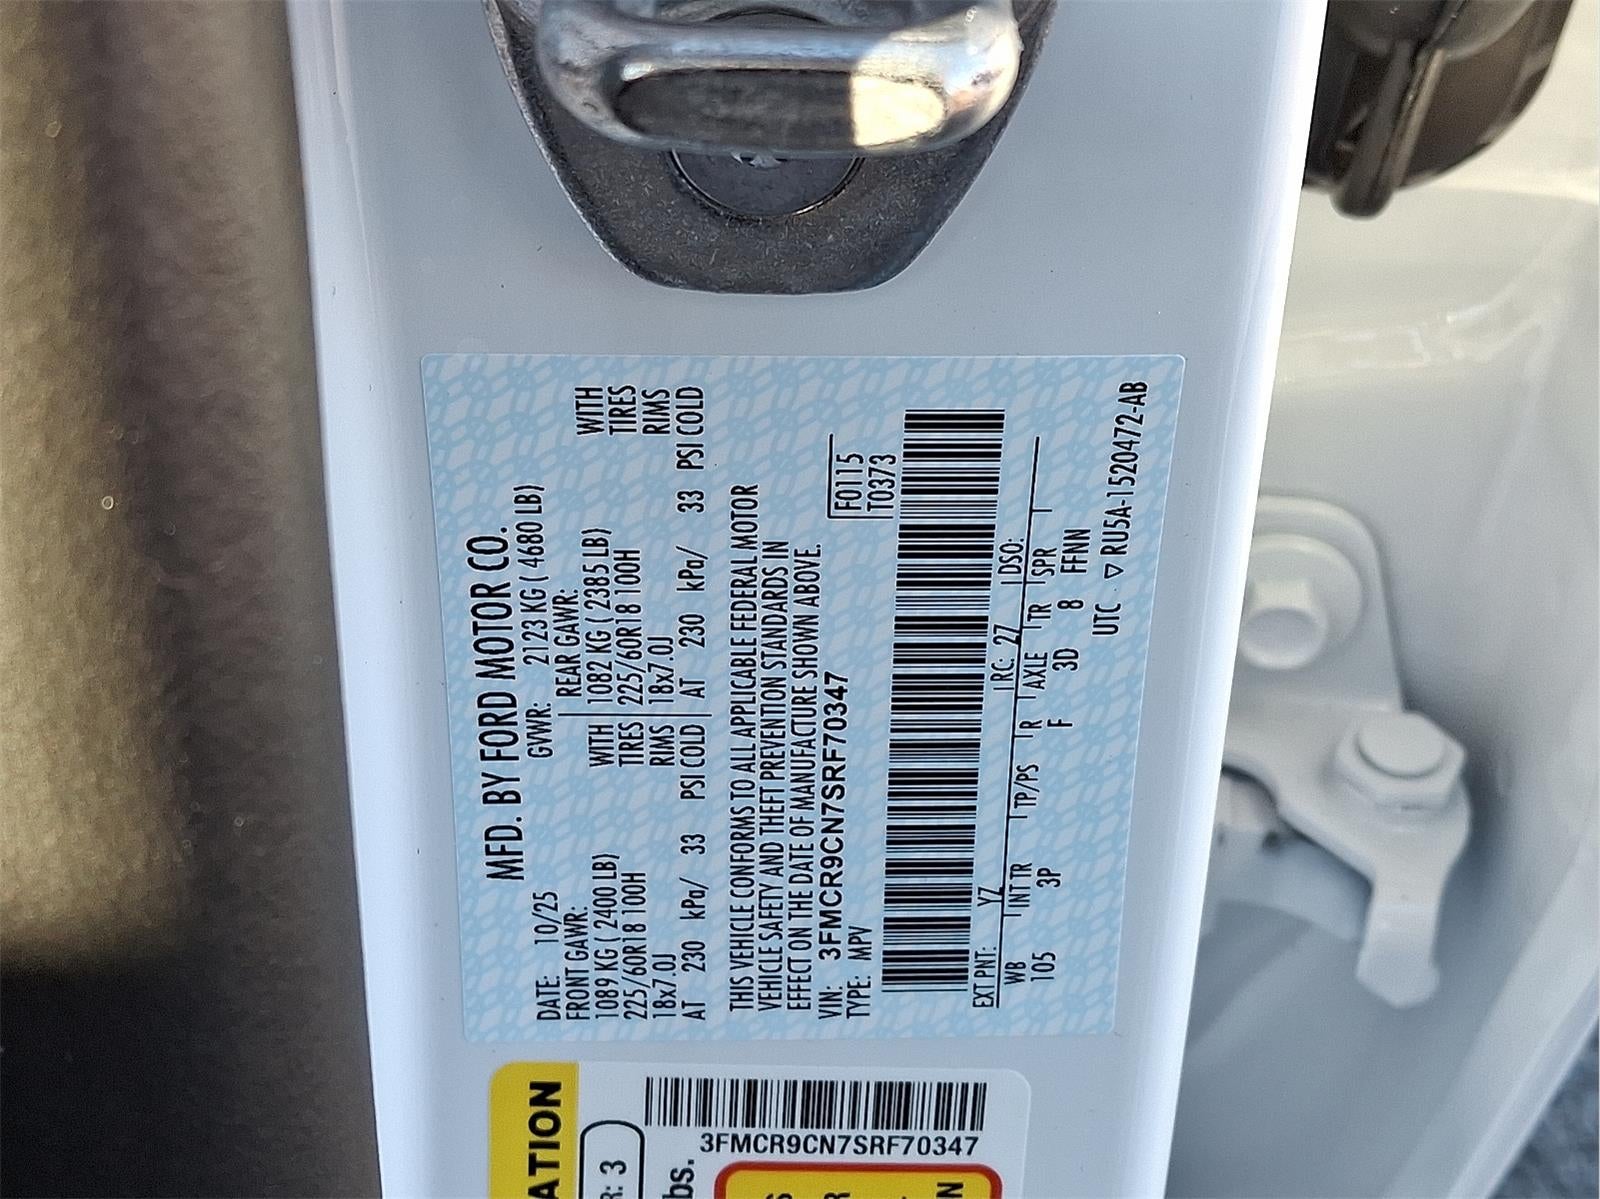 MFD. BY FORD MOTOR CO.
DATE: 10/25 GVWR: 2123 KG ( 4680 LB)
FRONT GAWR: REAR GAWR:
1089 KG ( 2400 LB) WITH 1082 KG ( 2385 LB) WITH
225/60R18 100H TIRES 225/60R18 100H TIRES
18x7.0J RIMS 18x7.0J RIMS
AT 230 kPa/ 33 PSI COLD AT 230 kPa/ 33 PSI COLD
THIS VEHICLE CONFORMS TO ALL APPLICABLE FEDERAL MOTOR
VEHICLE SAFETY AND THEFT PREVENTION STANDARDS IN
EFFECT ON THE DATE OF MANUFACTURE SHOWN ABOVE.
VIN: 3FMCR9CN7SRF70347 F0115
TYPE: MPV T0373
EXT PNT: YZ RC: 27 DSO:
WB INT TR TP/PS R AXLE TR SPR
105 3P F 3D 8 FFNN
UTC ▽ RU5A-1520472-AB
ATION
R: 3
bs.
3FMCR9CN7SRF70347